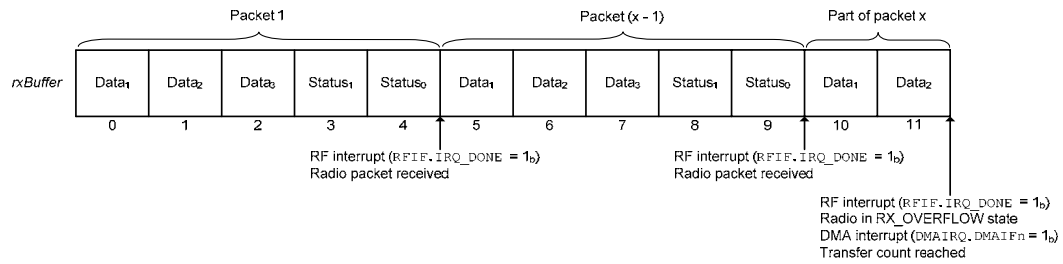 Packet 1 Packet (x - 1) Part of packet x
rxBuffer Data1 Data2 Data3 Status1 Status0 Data1 Data2 Data3 Status1 Status0 Data1 Data2
0 1 2 3 4 5 6 7 8 9 10 11
RF interrupt (RFIF.IRQ_DONE = 1b)
Radio packet received
RF interrupt (RFIF.IRQ_DONE = 1b)
Radio packet received
RF interrupt (RFIF.IRQ_DONE = 1b)
Radio in RX_OVERFLOW state
DMA interrupt (DMAIRQ.DMAIFn = 1b)
Transfer count reached